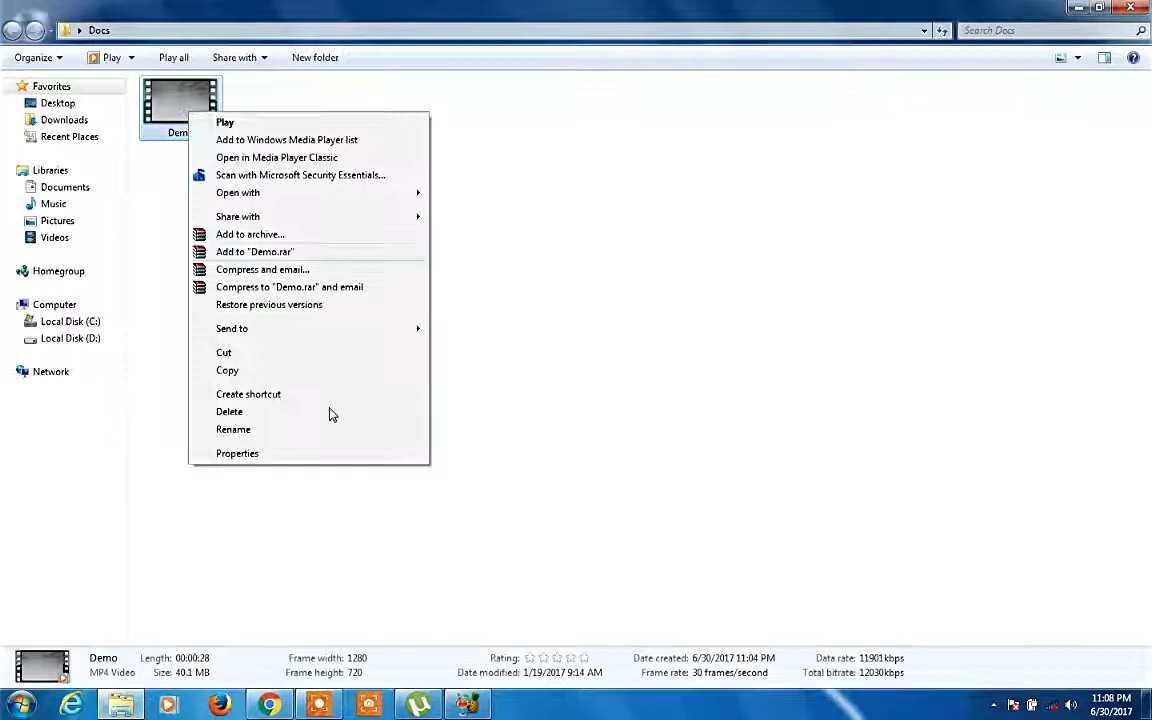 Docs
Search Docs
Organize
Play
Play all
Share with
New folder
Favorites
Desktop
Downloads
Recent Places
Libraries
Documents
Music
Pictures
Videos
Homegroup
Computer
Local Disk (C:)
Local Disk (D:)
Network
Dem
Play
Add to Windows Media Player list
Open in Media Player Classic
Scan with Microsoft Security Essentials...
Open with
Share with
Add to archive...
Add to "Demo.rar"
Compress and email...
Compress to "Demo.rar" and email
Restore previous versions
Send to
Cut
Copy
Create shortcut
Delete
Rename
Properties
Demo Length: 00:00:28 Frame width: 1280 Rating: Date created: 6/30/2017 11:04 PM Data rate: 11901kbps
MP4 Video Size: 40.1 MB Frame height: 720 Date modified: 1/19/2017 9:14 AM Frame rate: 30 frames/second Total bitrate: 12030kbps
11:08 PM
6/30/2017